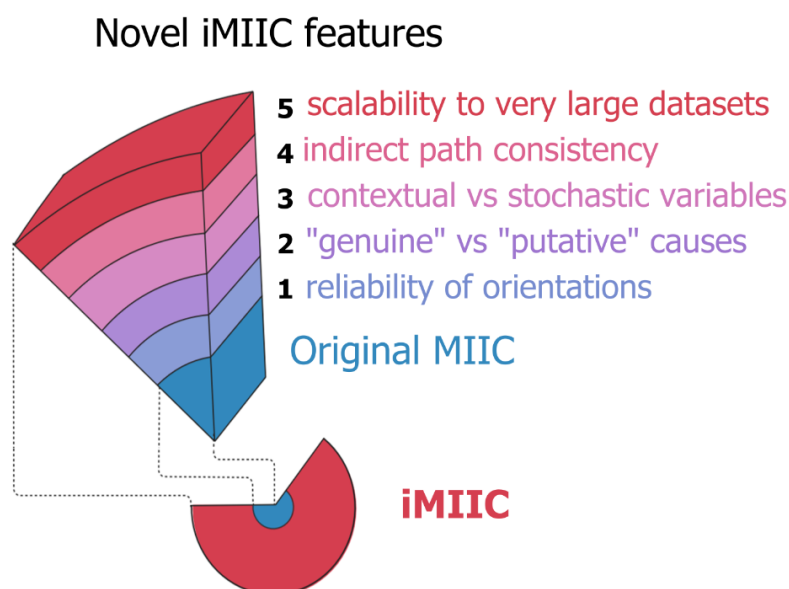 Novel iMIIC features
5 scalability to very large datasets
4 indirect path consistency
3 contextual vs stochastic variables
2 "genuine" vs "putative" causes
1 reliability of orientations
Original MIIC
iMIIC